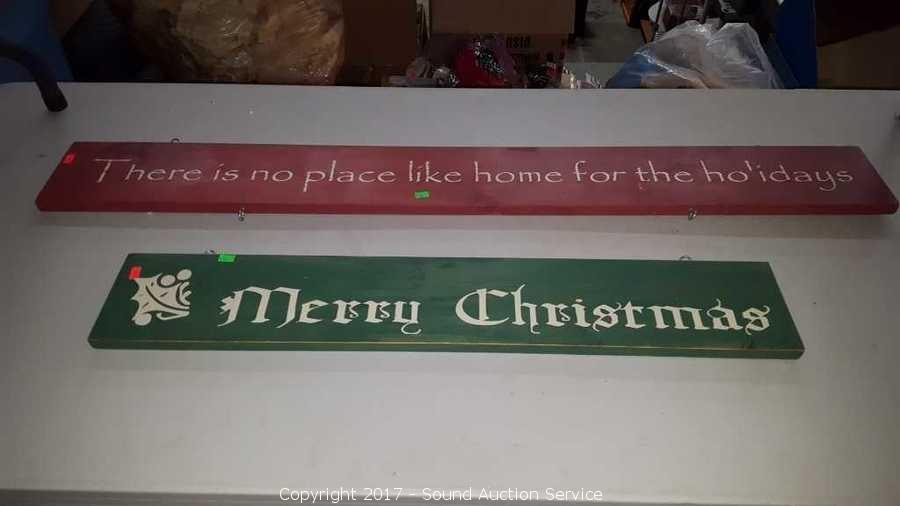 There is no place like home for the ho'idays
Merry Christmas
Copyright 2017 - Sound Auction Service